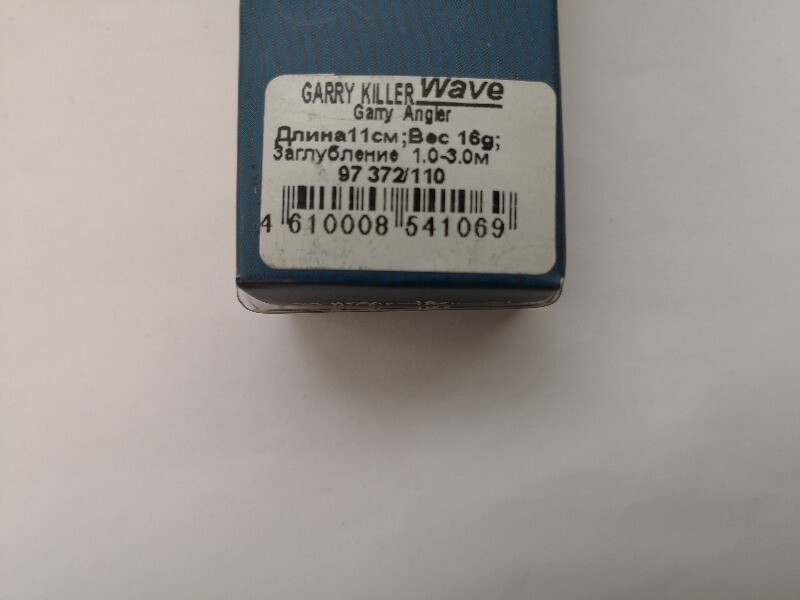 GARRY KILLER Wave
Garry Angler
Длина11см;Вес 16g;
Заглубление 1.0-3.0м
97 372/110
4 610008 541069